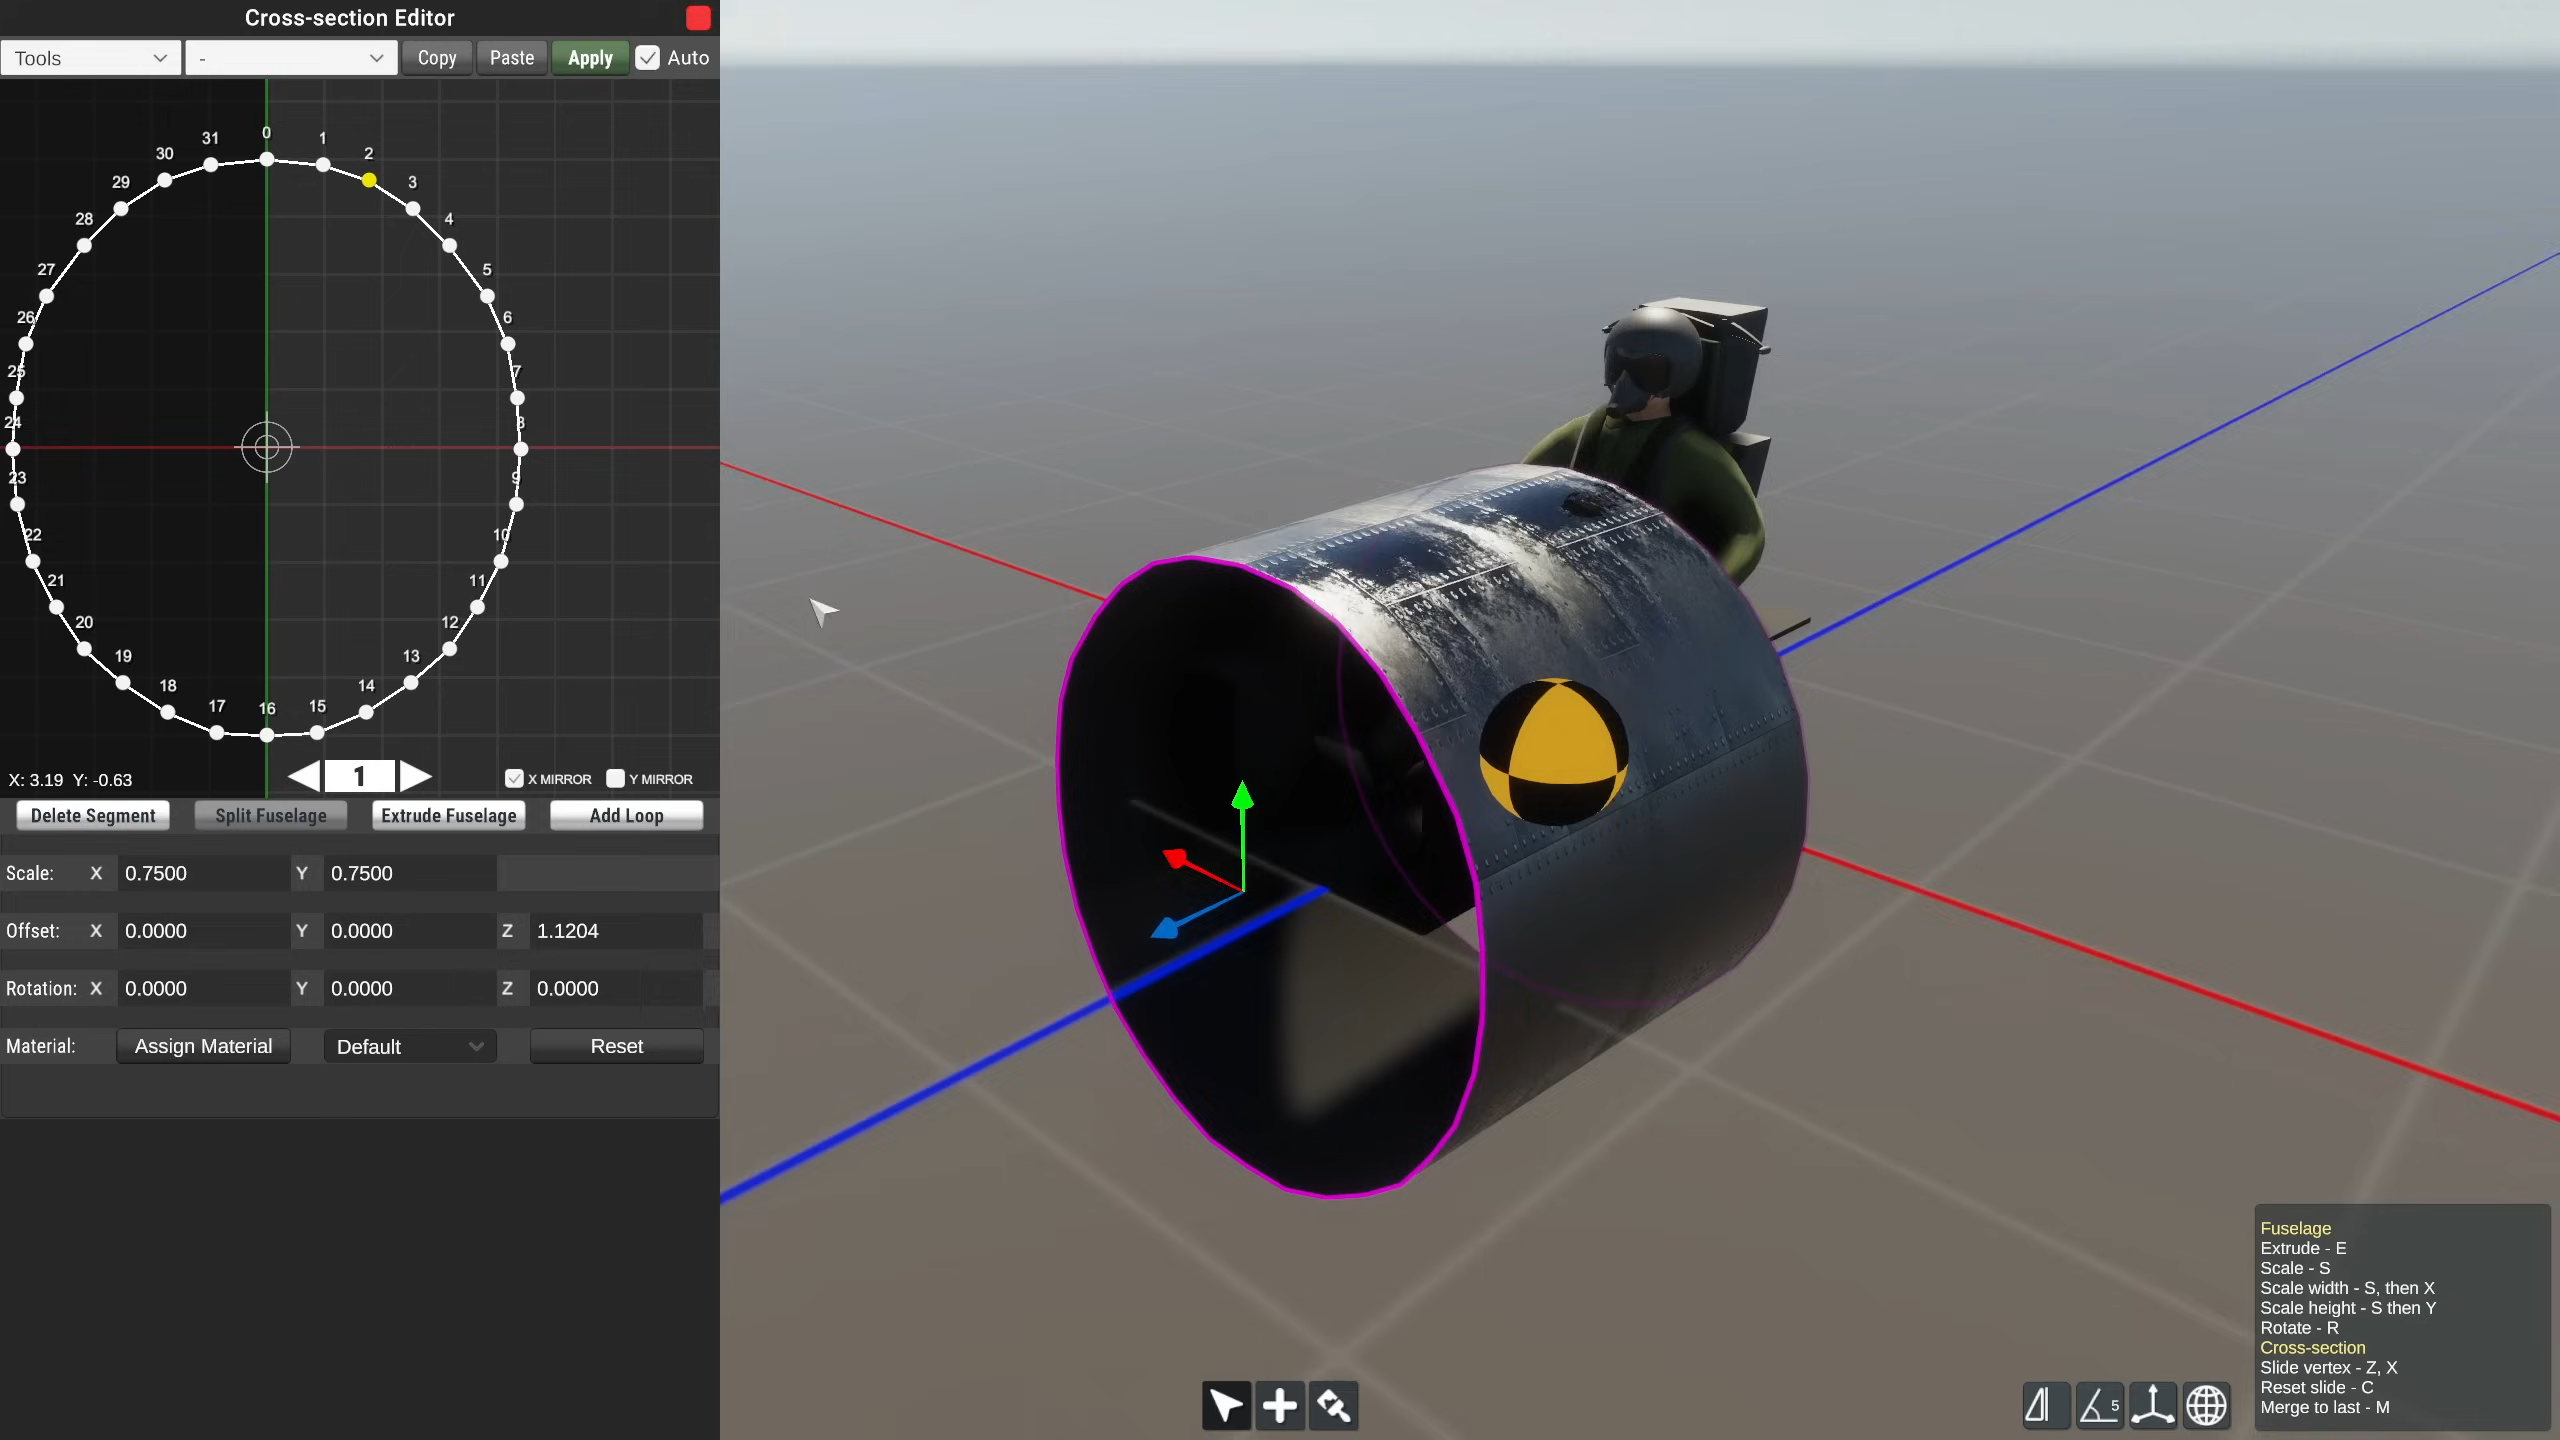 Cross-section Editor
Tools
-
Copy
Paste
Apply
Auto
0
31
1
30
2
29
3
28
4
27
5
26
6
25
7
24
8
23
9
22
10
21
11
20
12
19
13
18
14
17
16
15
X: 3.19 Y: -0.63
1
X MIRROR
Y MIRROR
Delete Segment
Split Fuselage
Extrude Fuselage
Add Loop
Scale: X 0.7500 Y 0.7500
Offset: X 0.0000 Y 0.0000 Z 1.1204
Rotation: X 0.0000 Y 0.0000 Z 0.0000
Material: Assign Material Default Reset
5
Fuselage
Extrude - E
Scale - S
Scale width - S, then X
Scale height - S then Y
Rotate - R
Cross-section
Slide vertex - Z, X
Reset slide - C
Merge to last - M